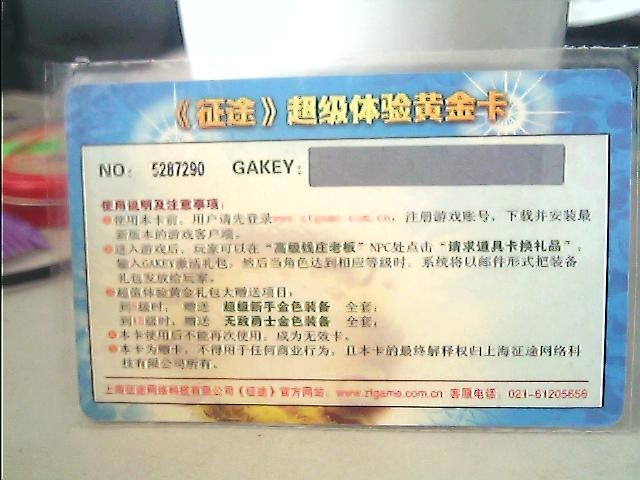 《征途》超级体验黄金卡
NO: 5287290 GAKEY:
使用说明及注意事项:
使用本卡前, 用户请先登录www.ztgame.com.cn, 注册游戏账号, 下载并安装最
新版本的游戏客户端。
进入游戏后, 玩家可以在"高级钱庄老板"NPC处点击"请求道具卡换礼品",
输入GAKEY激活礼包, 然后当角色达到相应等级时, 系统将以邮件形式把装备
礼包发放给玩家。
超值体验黄金礼包大赠送项目:
到 级时, 赠送 超级新手金色装备 全套;
到 级时, 赠送 无敌勇士金色装备 全套;
本卡使用后不能再次使用, 成为无效卡。
本卡为赠卡, 不得用于任何商业行为, 且本卡的最终解释权归上海征途网络科
技有限公司所有。
上海征途网络科技有限公司《征途》官方网站: www.ztgame.com.cn 客服电话: 021-61205656